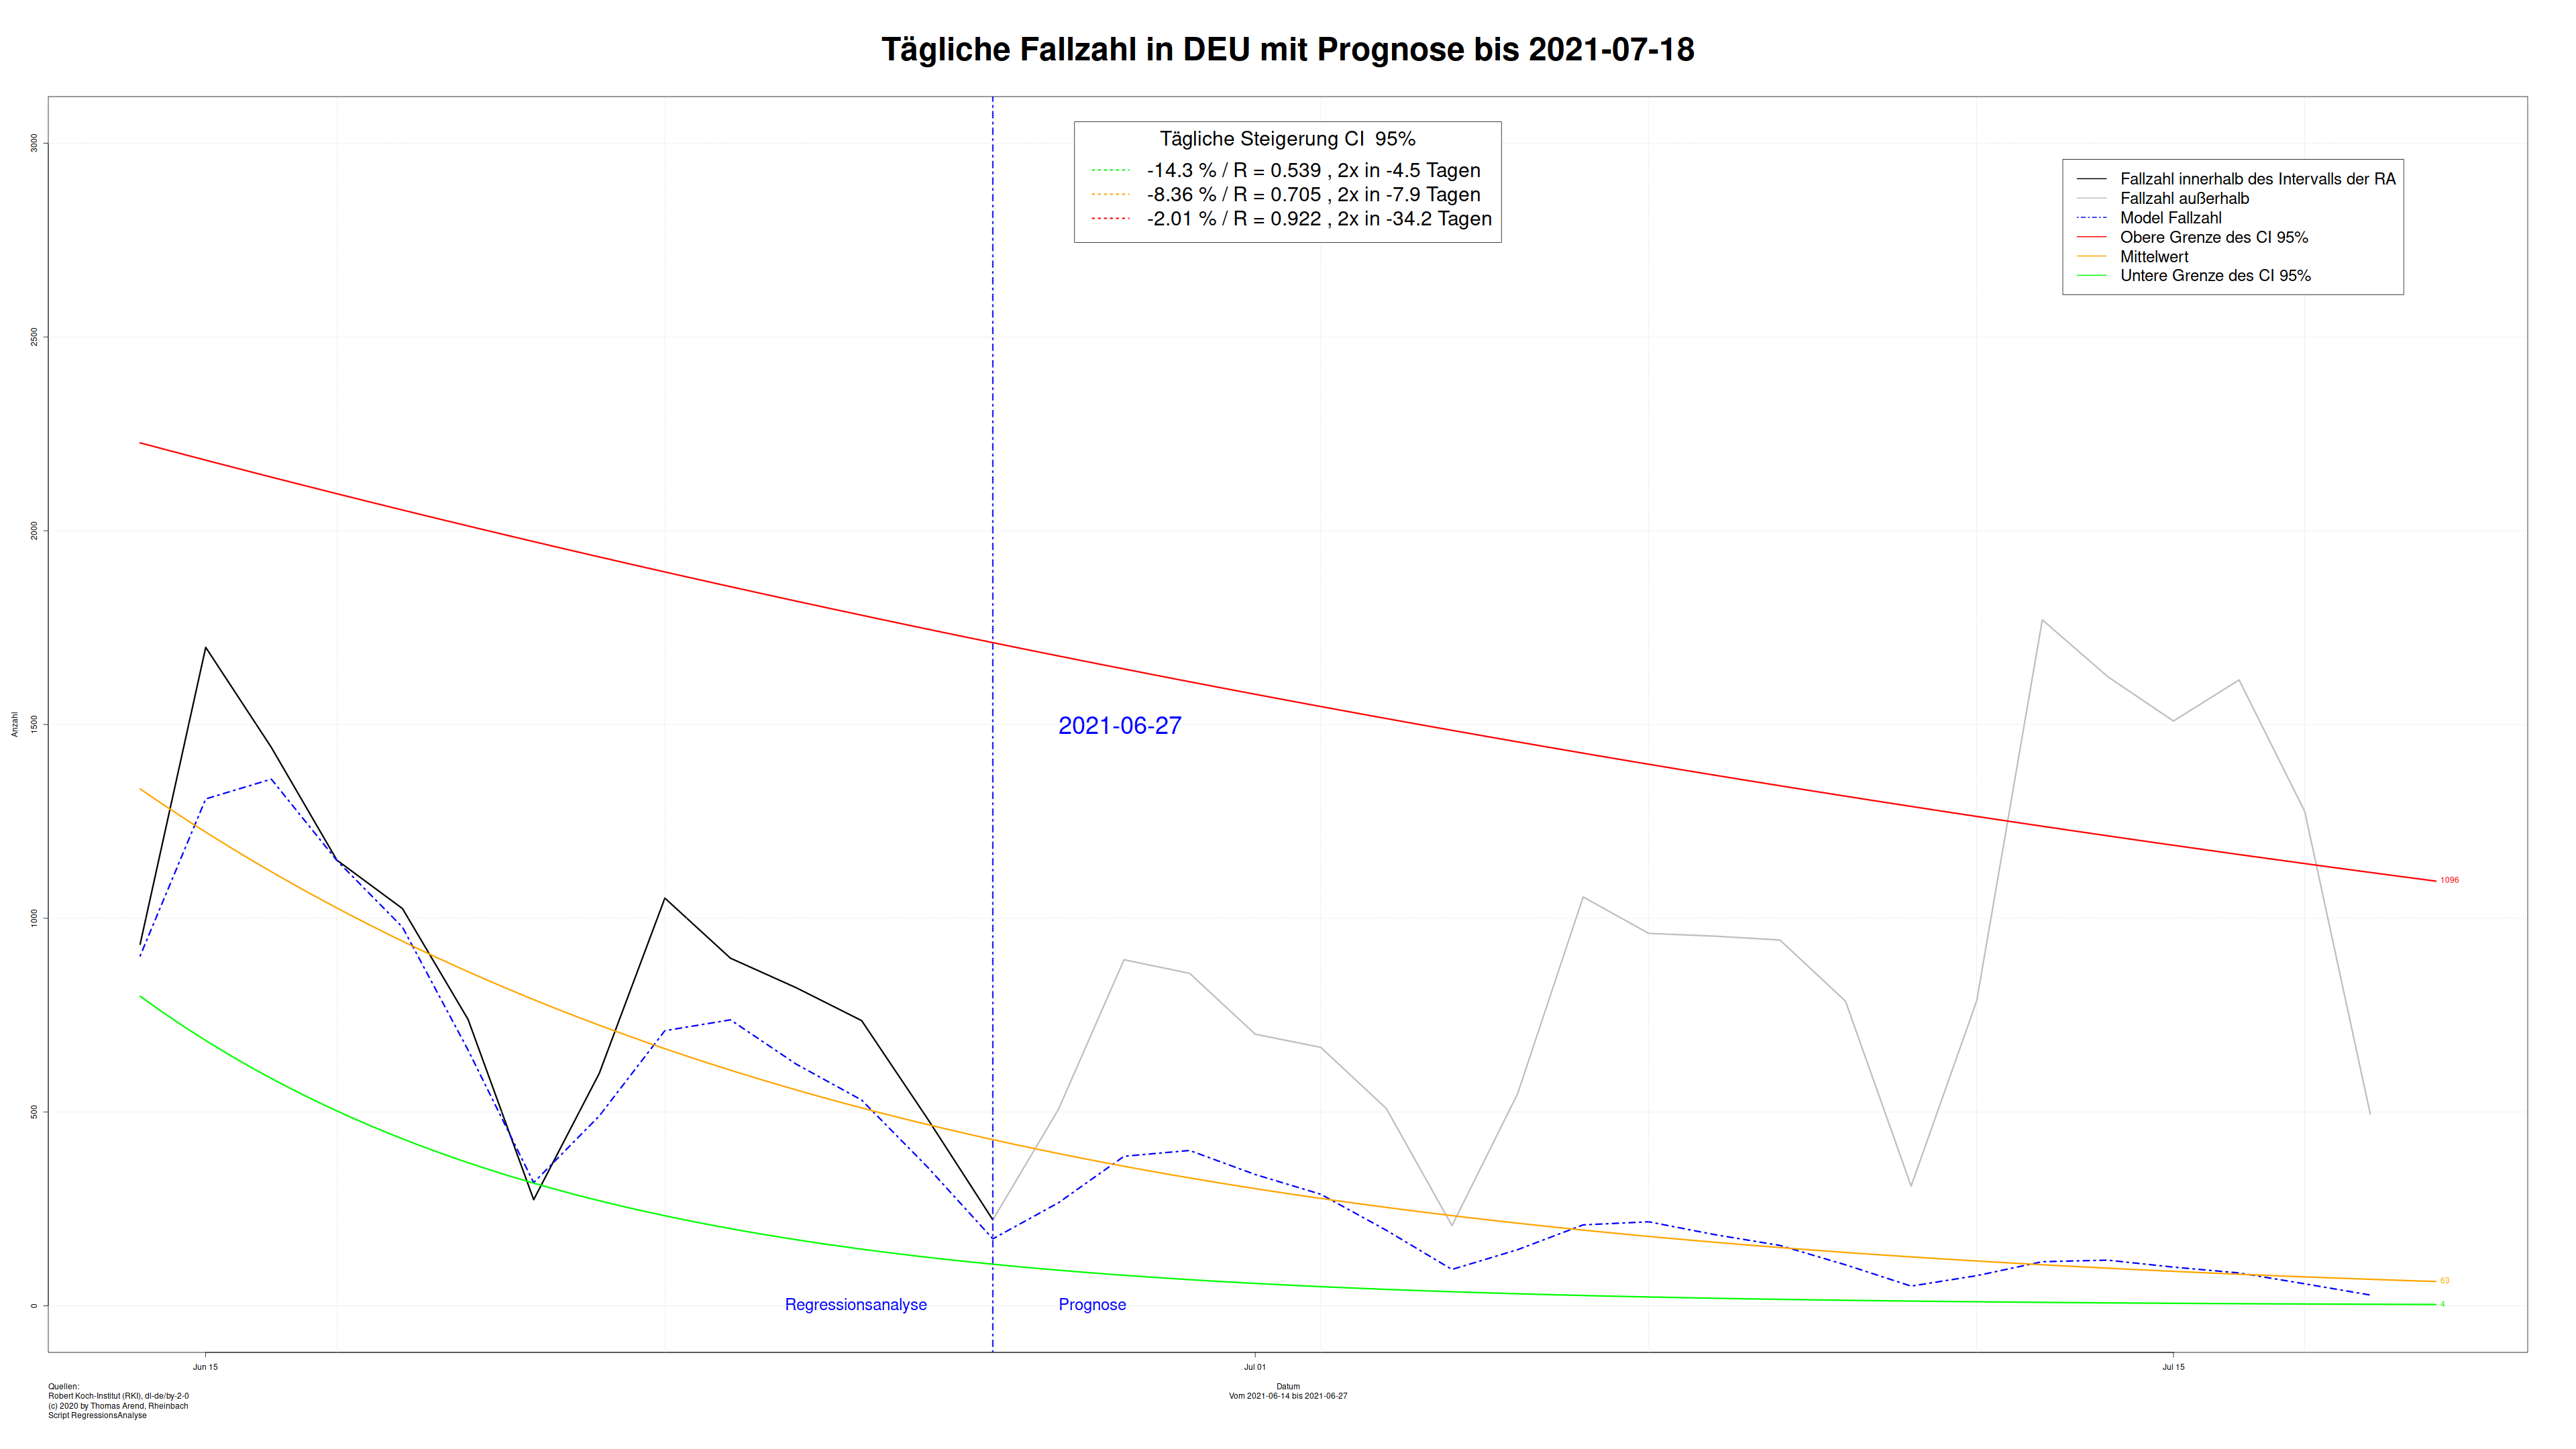 Tägliche Fallzahl in DEU mit Prognose bis 2021-07-18
Tägliche Steigerung CI  95%
-14.3 % / R = 0.539 , 2x in -4.5 Tagen
-8.36 % / R = 0.705 , 2x in -7.9 Tagen
-2.01 % / R = 0.922 , 2x in -34.2 Tagen
Fallzahl innerhalb des Intervalls der RA
Fallzahl außerhalb
Model Fallzahl
Obere Grenze des CI 95%
Mittelwert
Untere Grenze des CI 95%
3000
2500
2000
1500
1000
500
0
Anzahl
2021-06-27
1096
63
4
Regressionsanalyse
Prognose
Jun 15
Jul 01
Jul 15
Datum
Vom 2021-06-14 bis 2021-06-27
Quellen:
Robert Koch-Institut (RKI), dl-de/by-2-0
(c) 2020 by Thomas Arend, Rheinbach
Script RegressionsAnalyse